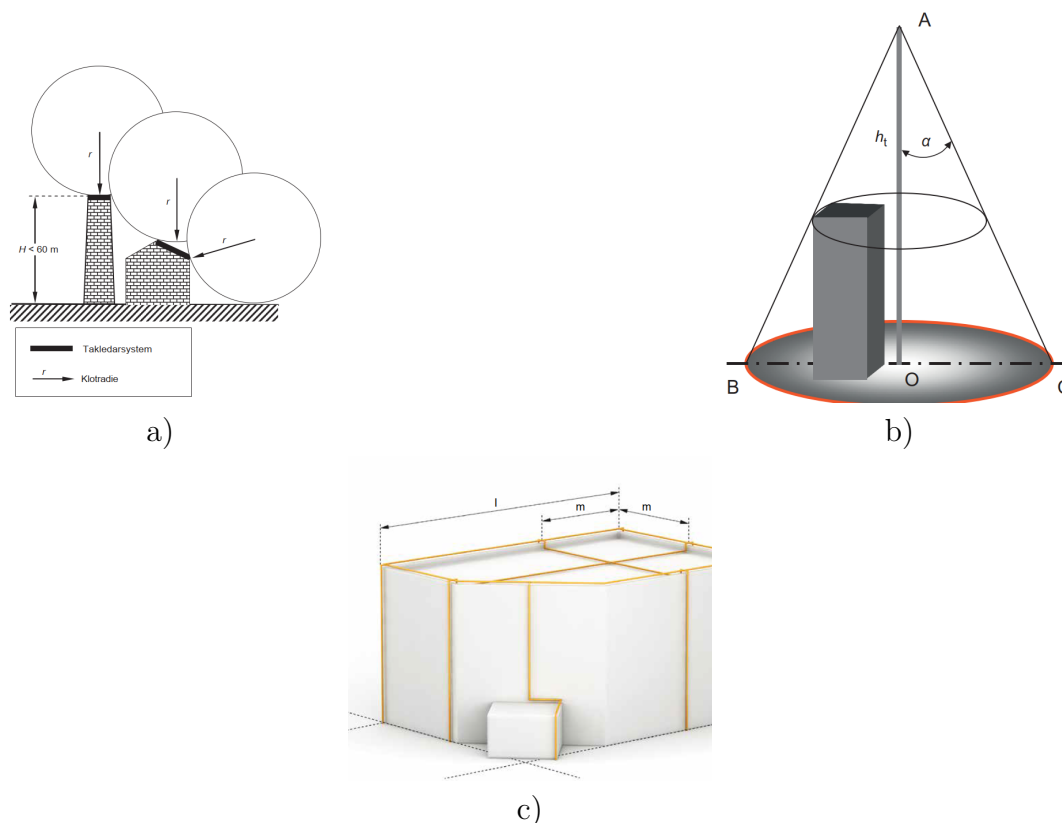 r
r
r
H < 60 m
Takledarsystem
r Klotradie
a)
A
h_t α
B O C
b)
l
m m
c)